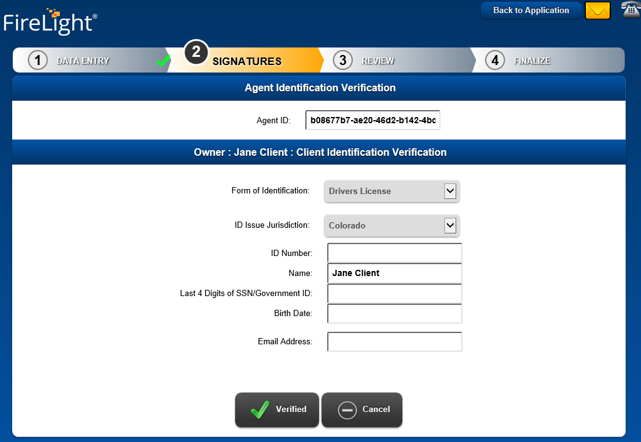 Back to Application
FireLight®
1 DATA ENTRY 2 SIGNATURES 3 REVIEW 4 FINALIZE
Agent Identification Verification
Agent ID: b08677b7-ae20-46d2-b142-4bc
Owner : Jane Client : Client Identification Verification
Form of Identification: Drivers License
ID Issue Jurisdiction: Colorado
ID Number:
Name: Jane Client
Last 4 Digits of SSN/Government ID:
Birth Date:
Email Address:
Verified Cancel